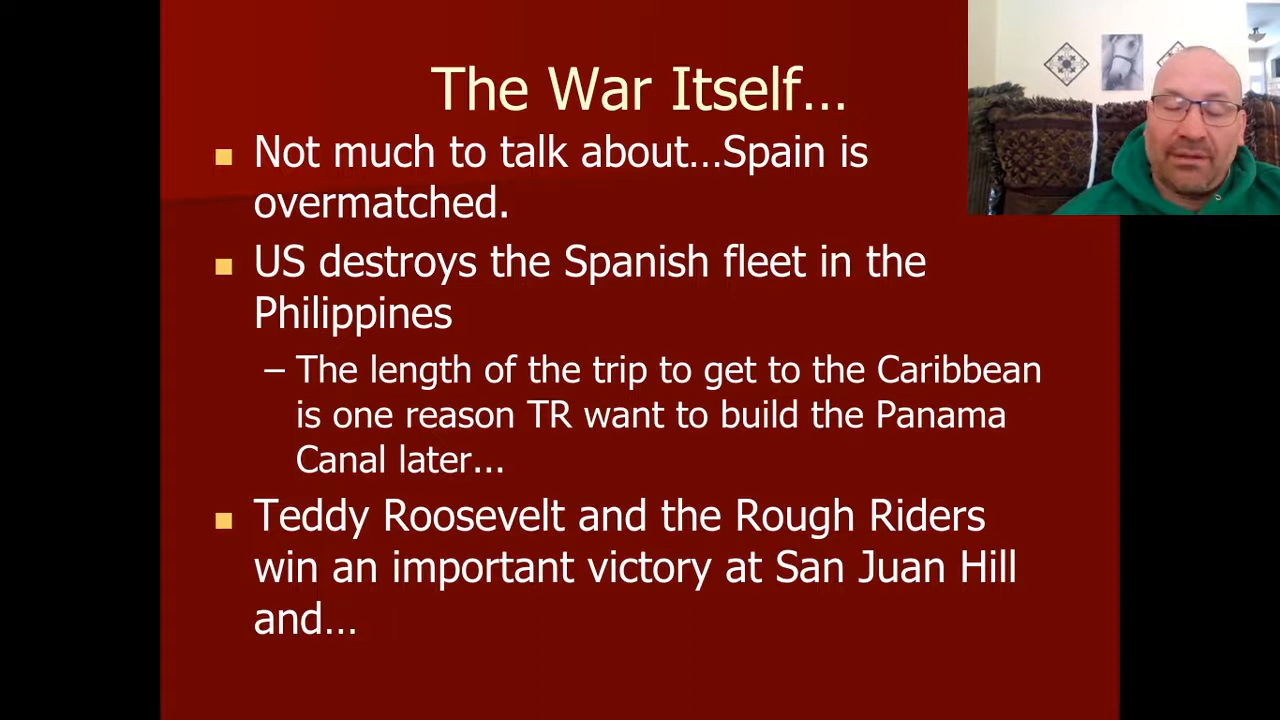 The War Itself...
■ Not much to talk about...Spain is
overmatched.
■ US destroys the Spanish fleet in the
Philippines
– The length of the trip to get to the Caribbean
is one reason TR want to build the Panama
Canal later...
■ Teddy Roosevelt and the Rough Riders
win an important victory at San Juan Hill
and...